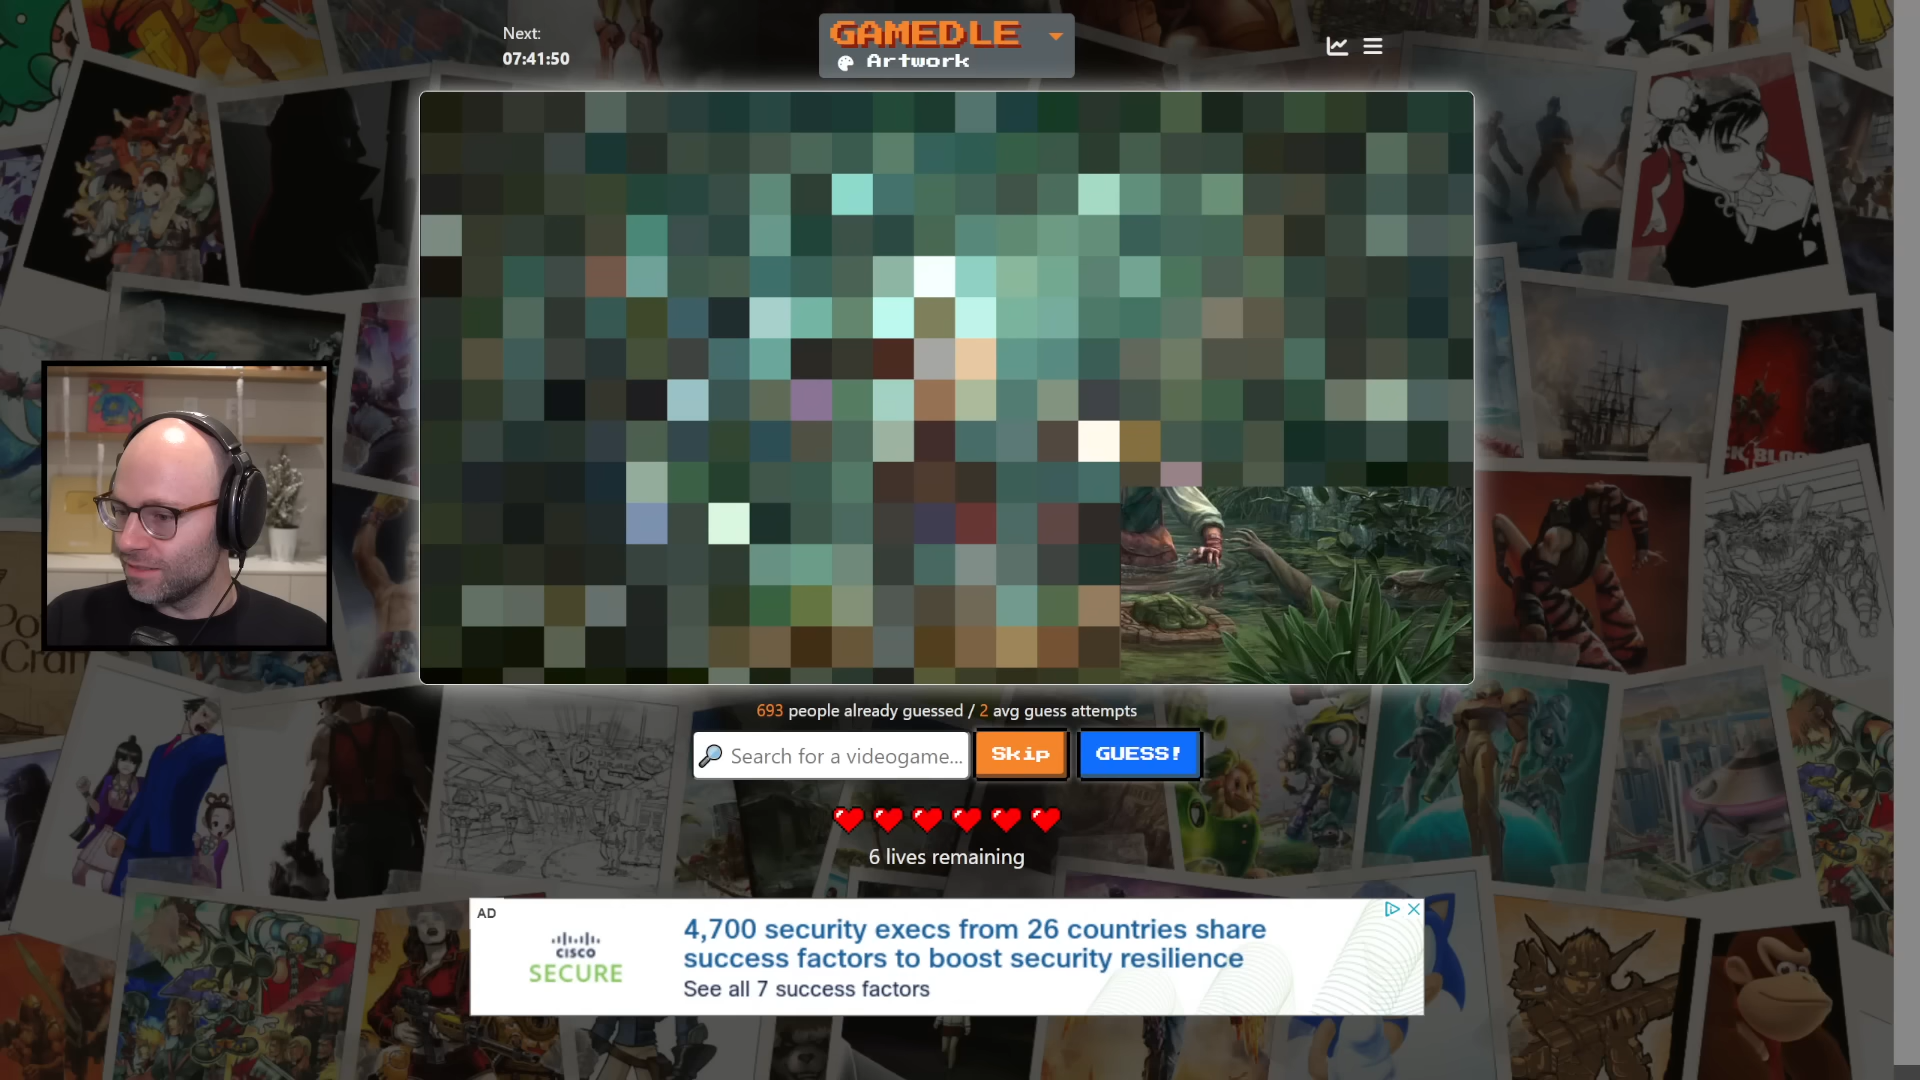 Next:
07:41:50
GAMEDLE
Artwork
693 people already guessed / 2 avg guess attempts
Search for a videogame...
Skip
GUESS!
6 lives remaining
AD
CISCO
SECURE
4,700 security execs from 26 countries share
success factors to boost security resilience
See all 7 success factors